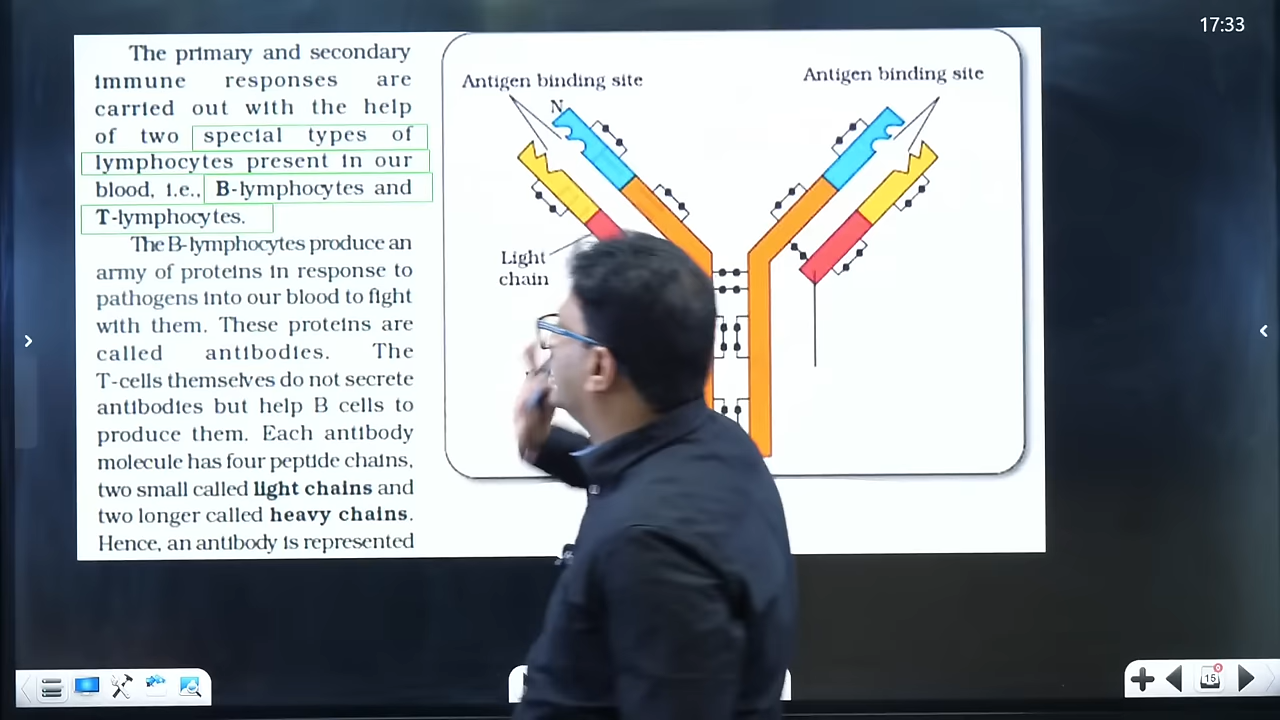 17:33
The primary and secondary
immune responses are
carried out with the help
of two special types of
lymphocytes present in our
blood, i.e., B-lymphocytes and
T-lymphocytes.
The B-lymphocytes produce an
army of proteins in response to
pathogens into our blood to fight
with them. These proteins are
called antibodies. The
T-cells themselves do not secrete
antibodies but help B cells to
produce them. Each antibody
molecule has four peptide chains,
two small called light chains and
two longer called heavy chains.
Hence, an antibody is represented
Antigen binding site
Antigen binding site
N
Light
chain
15